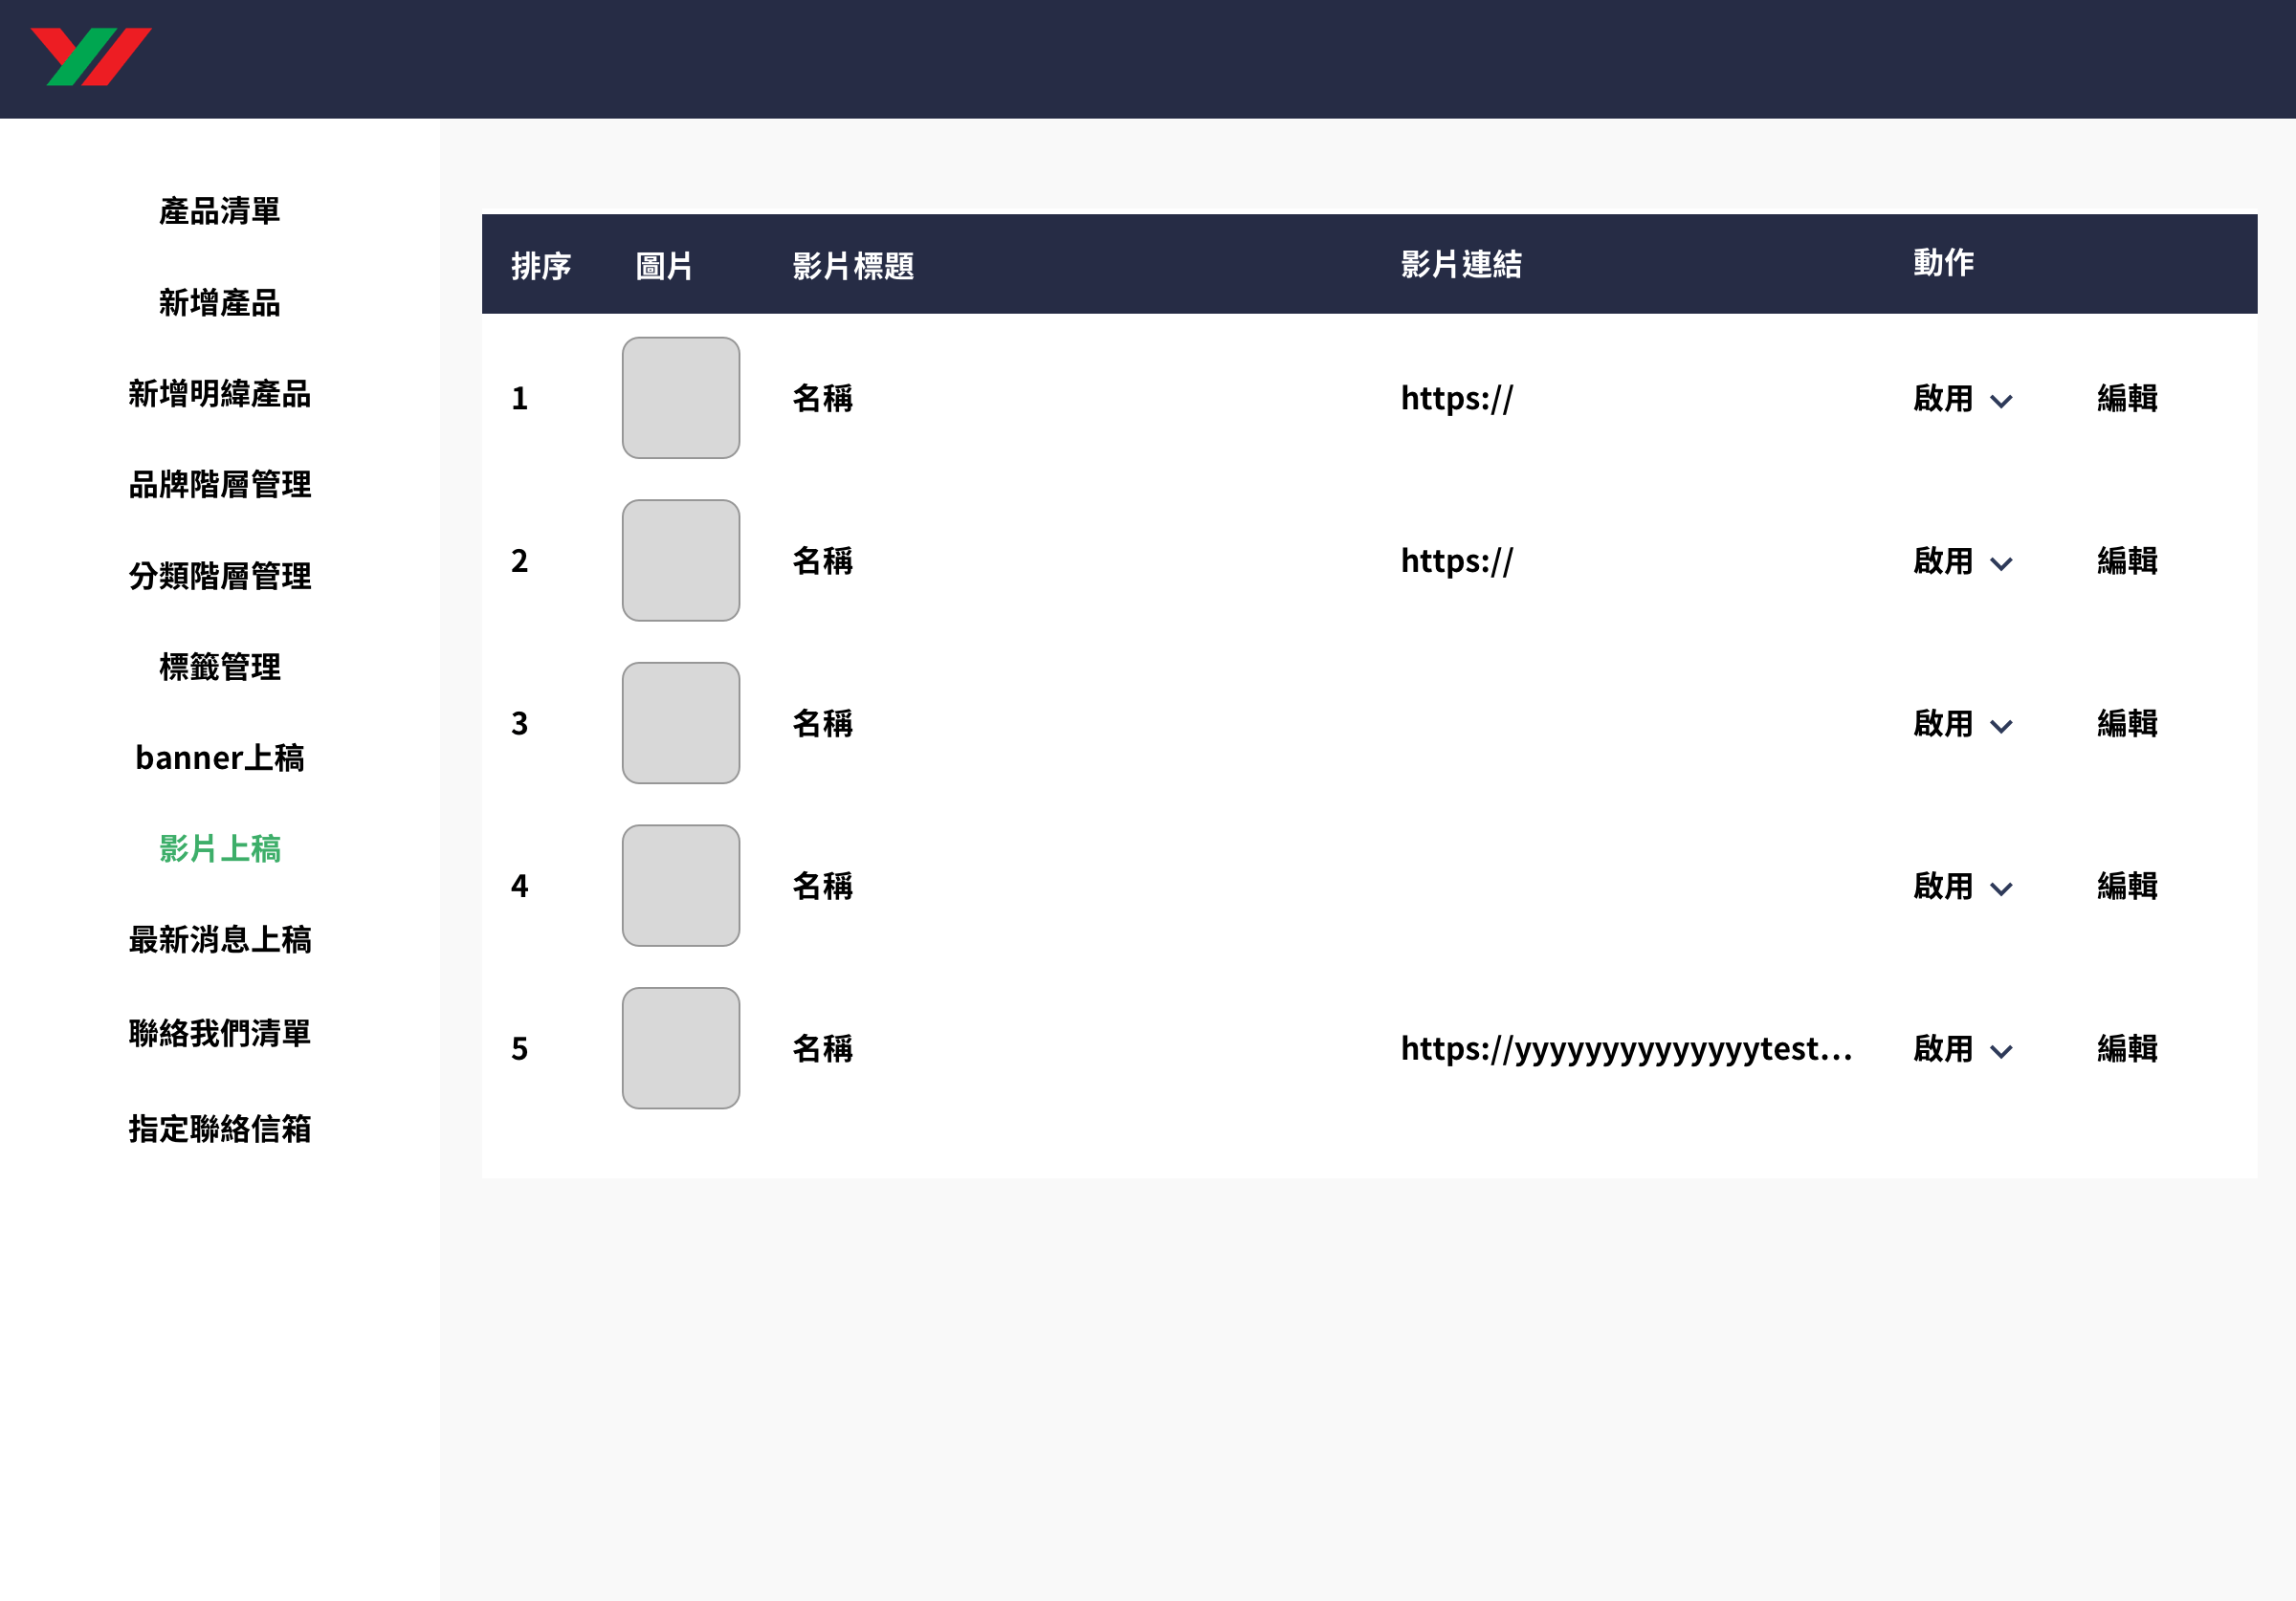 產品清單
新增產品
新增明緯產品
品牌階層管理
分類階層管理
標籤管理
banner上稿
影片上稿
最新消息上稿
聯絡我們清單
指定聯絡信箱
排序 圖片 影片標題 影片連結 動作
1 名稱 https:// 啟用 編輯
2 名稱 https:// 啟用 編輯
3 名稱 啟用 編輯
4 名稱 啟用 編輯
5 名稱 https://yyyyyyyyyyyyyytest... 啟用 編輯